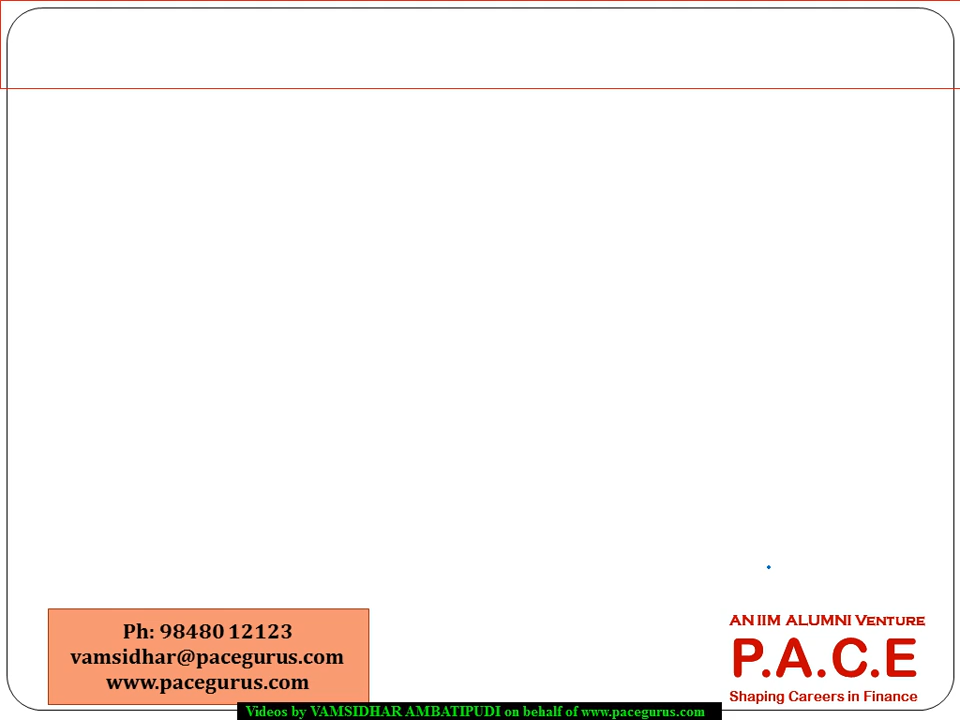 Ph: 98480 12123
vamsidhar@pacegurus.com
www.pacegurus.com
AN IIM ALUMNI VENTURE
P.A.C.E
Shaping Careers in Finance
Videos by VAMSIDHAR AMBATIPUDI on behalf of www.pacegurus.com